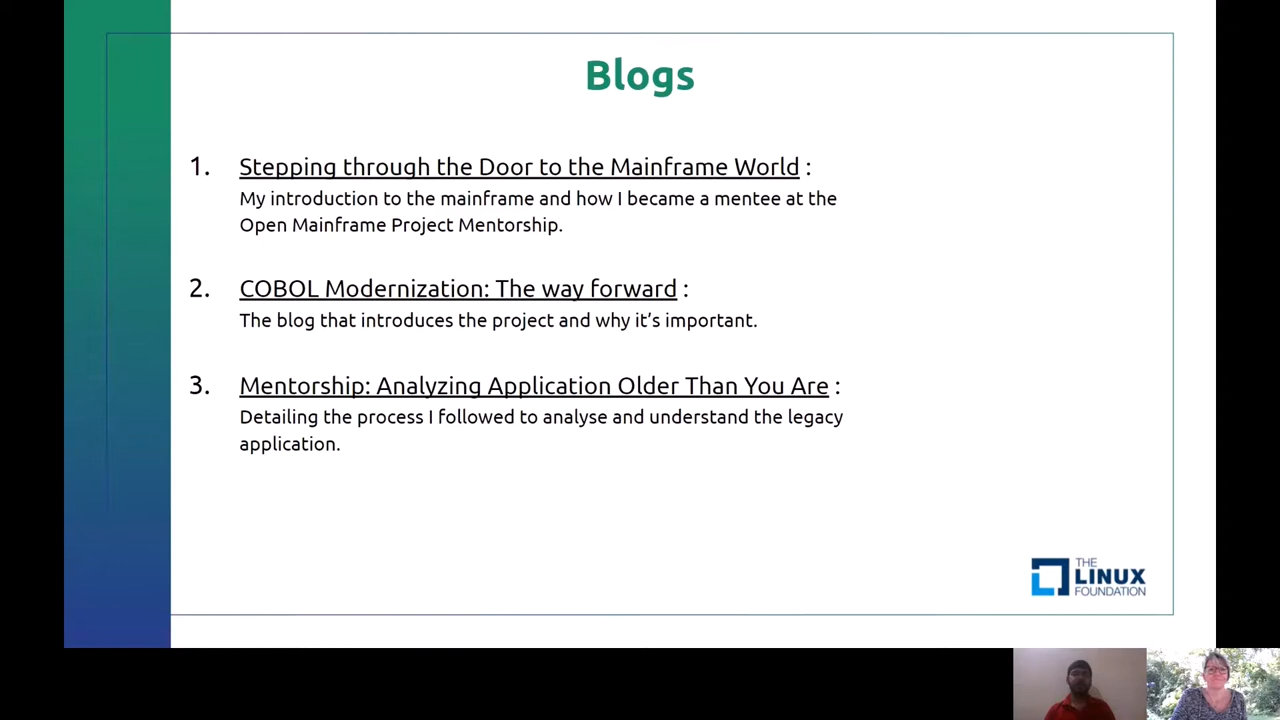 Blogs
1. Stepping through the Door to the Mainframe World :
My introduction to the mainframe and how I became a mentee at the
Open Mainframe Project Mentorship.
2. COBOL Modernization: The way forward :
The blog that introduces the project and why it’s important.
3. Mentorship: Analyzing Application Older Than You Are :
Detailing the process I followed to analyse and understand the legacy
application.
THE
LINUX
FOUNDATION